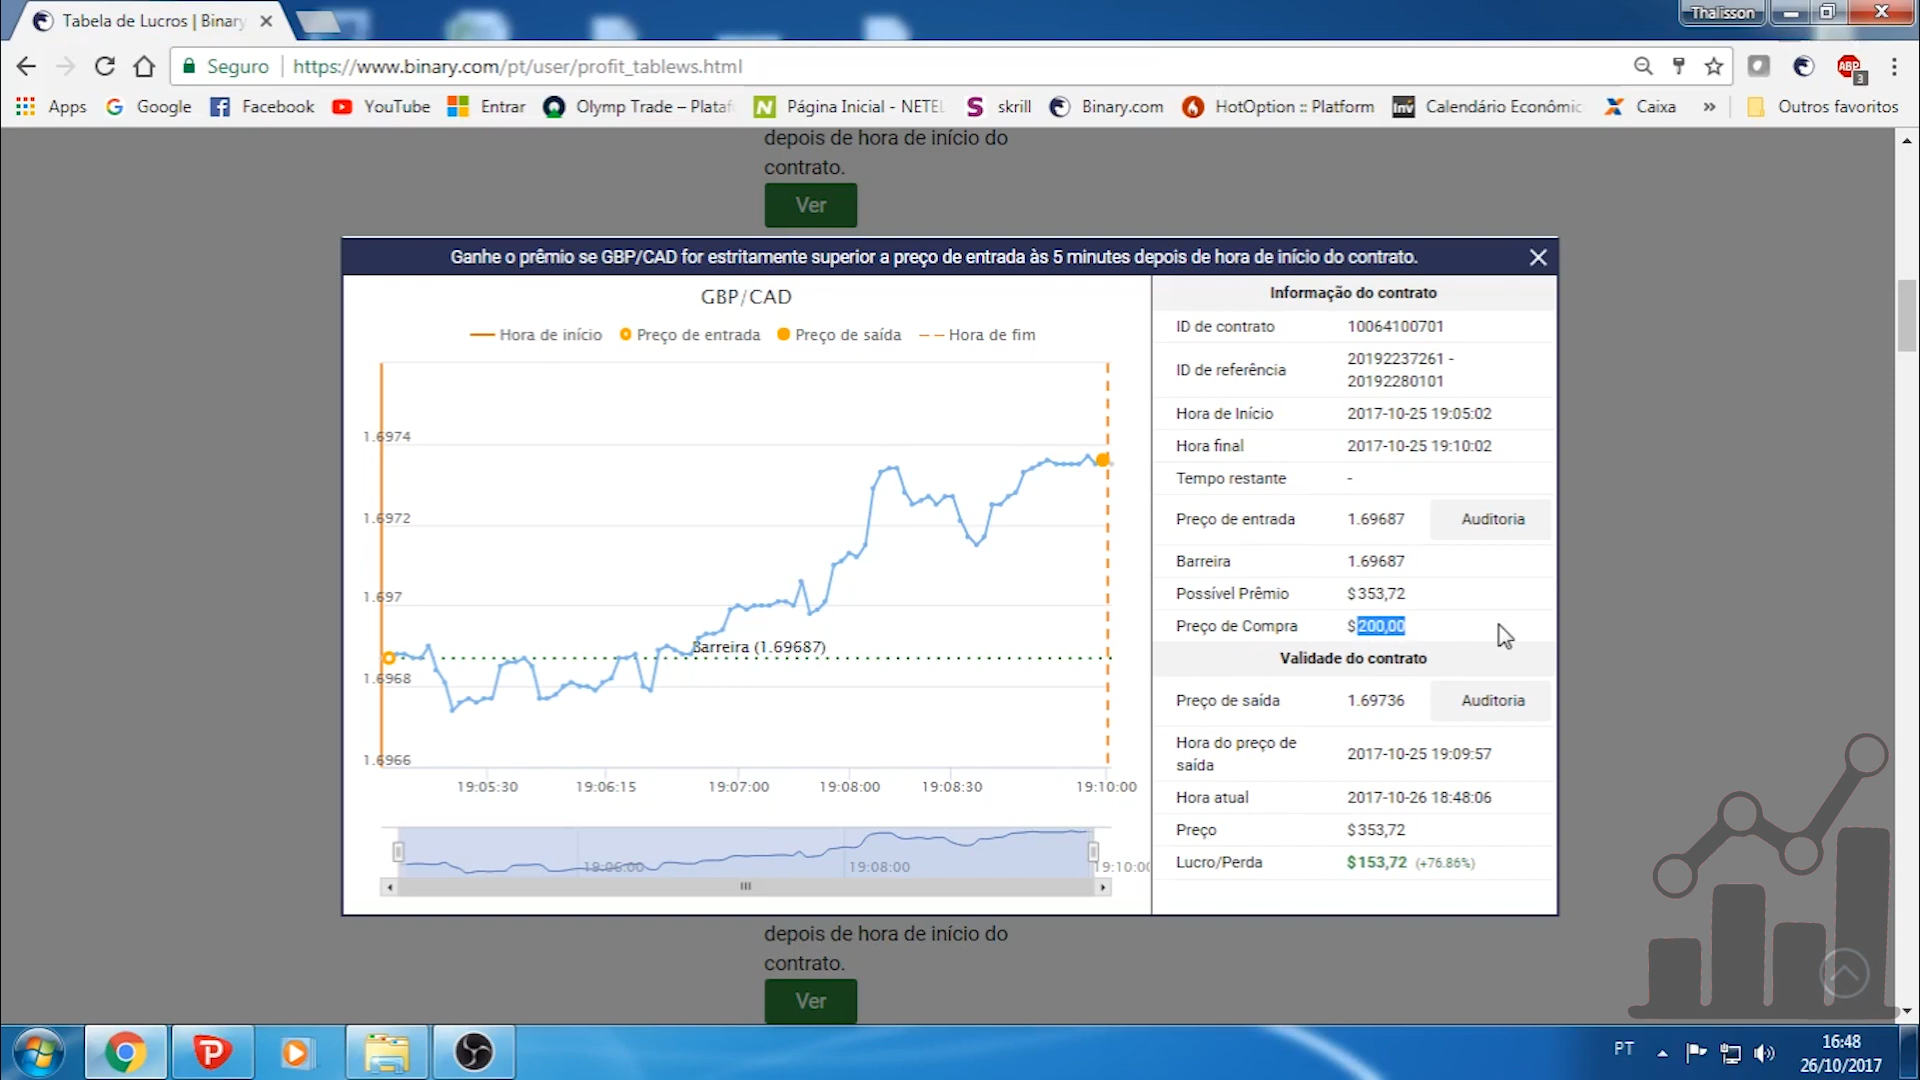 Tabela de Lucros | Binary
Thalisson
Seguro
https://www.binary.com/pt/user/profit_tablews.html
ABP
3
Apps
Google
Facebook
YouTube
Entrar
Olymp Trade – Plataf
Página Inicial - NETEL
skrill
Binary.com
HotOption :: Platform
Inv
Calendário Econômic
Caixa
»
Outros favoritos
depois de hora de início do
contrato.
Ver
Ganhe o prêmio se GBP/CAD for estritamente superior a preço de entrada às 5 minutes depois de hora de início do contrato.
GBP/CAD
Hora de início
Preço de entrada
Preço de saída
Hora de fim
1.6974
1.6972
1.697
Barreira (1.69687)
1.6968
1.6966
19:05:30
19:06:15
19:07:00
19:08:00
19:08:30
19:10:00
19:06:00
19:08:00
19:10:00
Informação do contrato
ID de contrato 10064100701
ID de referência 20192237261 -
20192280101
Hora de Início 2017-10-25 19:05:02
Hora final 2017-10-25 19:10:02
Tempo restante -
Preço de entrada 1.69687 Auditoria
Barreira 1.69687
Possível Prêmio $353,72
Preço de Compra $200,00
Validade do contrato
Preço de saída 1.69736 Auditoria
Hora do preço de
saída 2017-10-25 19:09:57
Hora atual 2017-10-26 18:48:06
Preço $353,72
Lucro/Perda $153,72 (+76.86%)
depois de hora de início do
contrato.
Ver
PT
16:48
26/10/2017